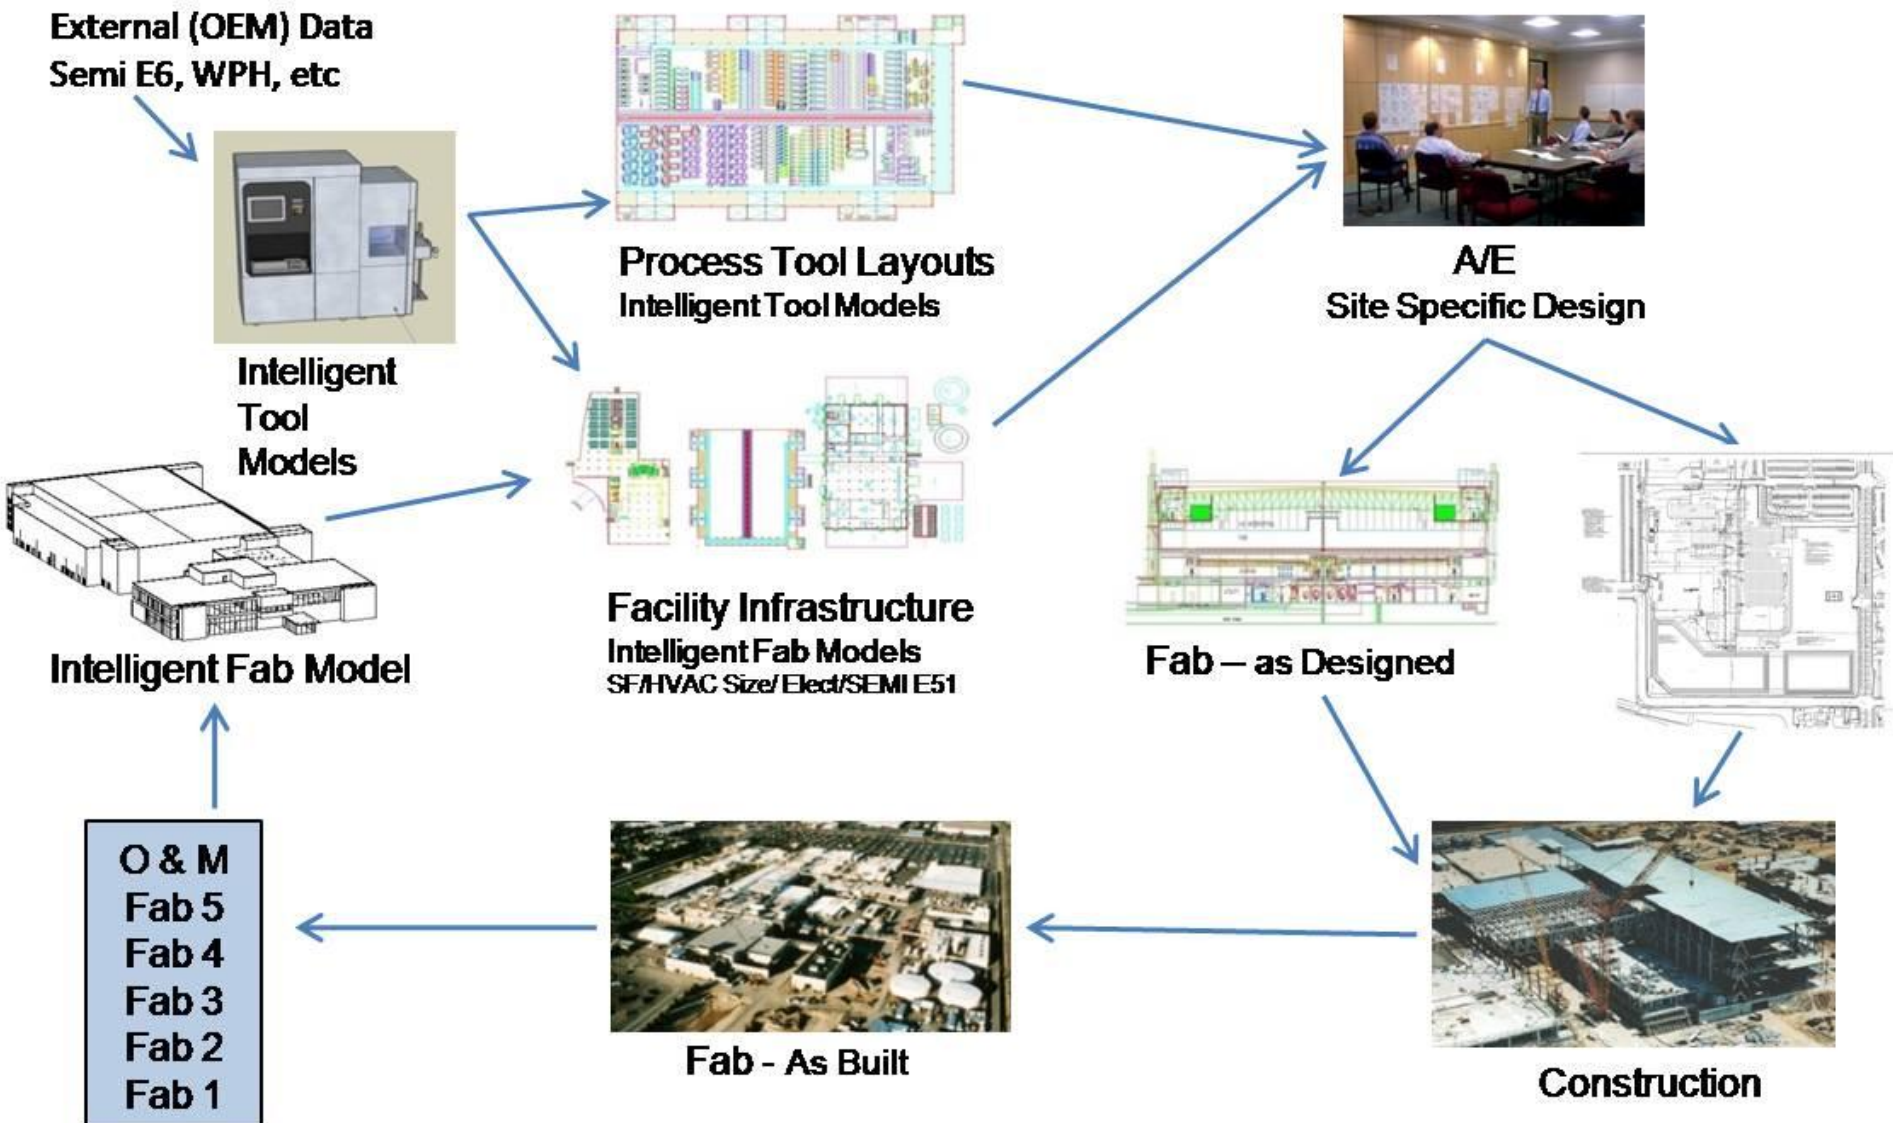 External (OEM) Data
Semi E6, WPH, etc
Intelligent
Tool
Models
Process Tool Layouts
Intelligent Tool Models
A/E
Site Specific Design
Intelligent Fab Model
Facility Infrastructure
Intelligent Fab Models
SF/HVAC Size/ Elect/SEMI E51
Fab – as Designed
O & M
Fab 5
Fab 4
Fab 3
Fab 2
Fab 1
Fab - As Built
Construction